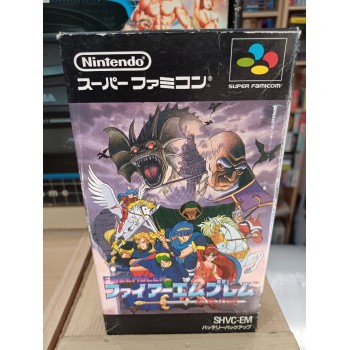 Nintendo®
スーパーファミコン®
SUPER FAMICOM
ファイアーエムブレム
SHVC-EM
バッテリーバックアップ